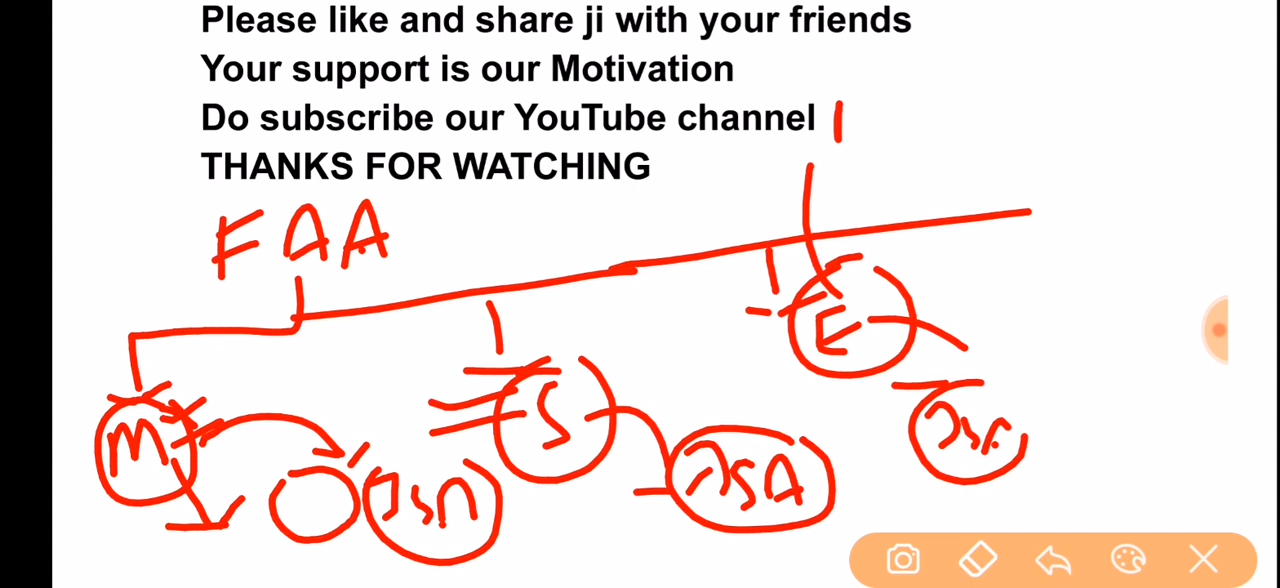 Please like and share ji with your friends
Your support is our Motivation
Do subscribe our YouTube channel
THANKS FOR WATCHING
FAA
E
M
S
JSA